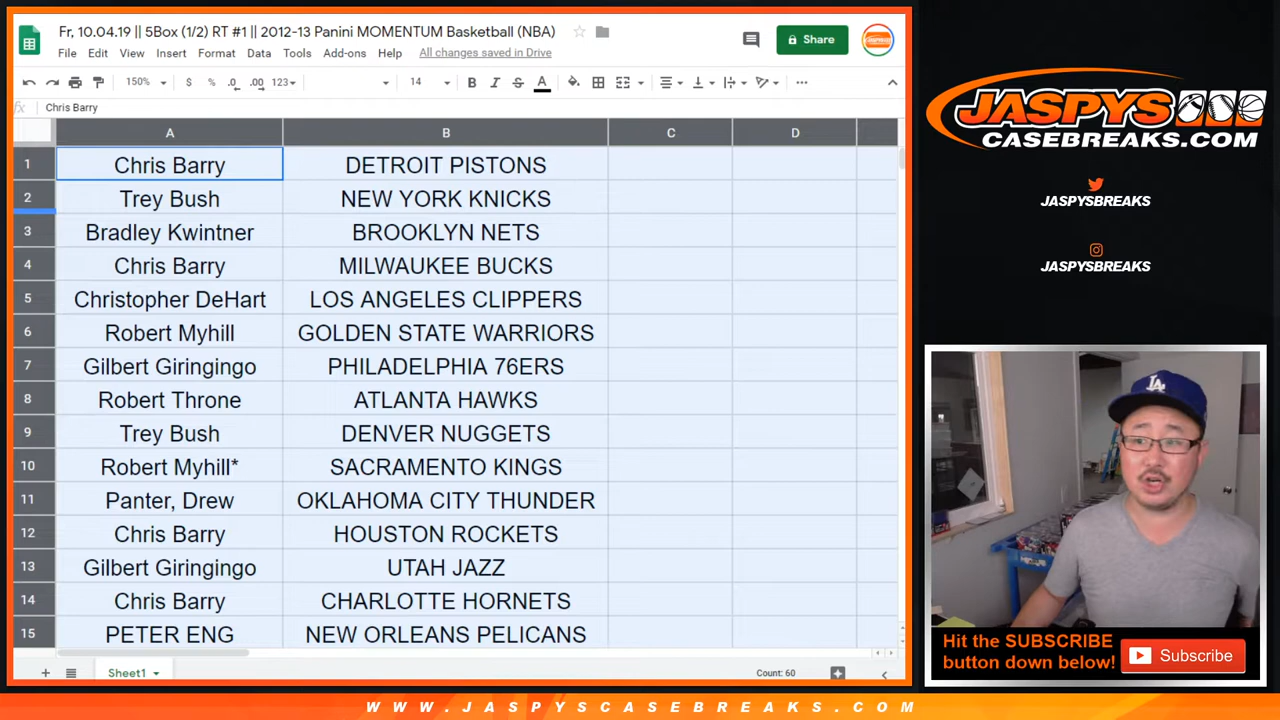 Fr, 10.04.19 || 5Box (1/2) RT #1 || 2012-13 Panini MOMENTUM Basketball (NBA)
File Edit View Insert Format Data Tools Add-ons Help All changes saved in Drive
Share
150% $ % .0 .00 123 14 B I S A
fx Chris Barry
A B C D
1 Chris Barry DETROIT PISTONS
2 Trey Bush NEW YORK KNICKS
3 Bradley Kwintner BROOKLYN NETS
4 Chris Barry MILWAUKEE BUCKS
5 Christopher DeHart LOS ANGELES CLIPPERS
6 Robert Myhill GOLDEN STATE WARRIORS
7 Gilbert Giringingo PHILADELPHIA 76ERS
8 Robert Throne ATLANTA HAWKS
9 Trey Bush DENVER NUGGETS
10 Robert Myhill* SACRAMENTO KINGS
11 Panter, Drew OKLAHOMA CITY THUNDER
12 Chris Barry HOUSTON ROCKETS
13 Gilbert Giringingo UTAH JAZZ
14 Chris Barry CHARLOTTE HORNETS
15 PETER ENG NEW ORLEANS PELICANS
Sheet1
Count: 60
JASPYS
CASEBREAKS.COM
JASPYSBREAKS
JASPYSBREAKS
LA
Hit the SUBSCRIBE
button down below!
Subscribe
WWW.JASPYSCASEBREAKS.COM